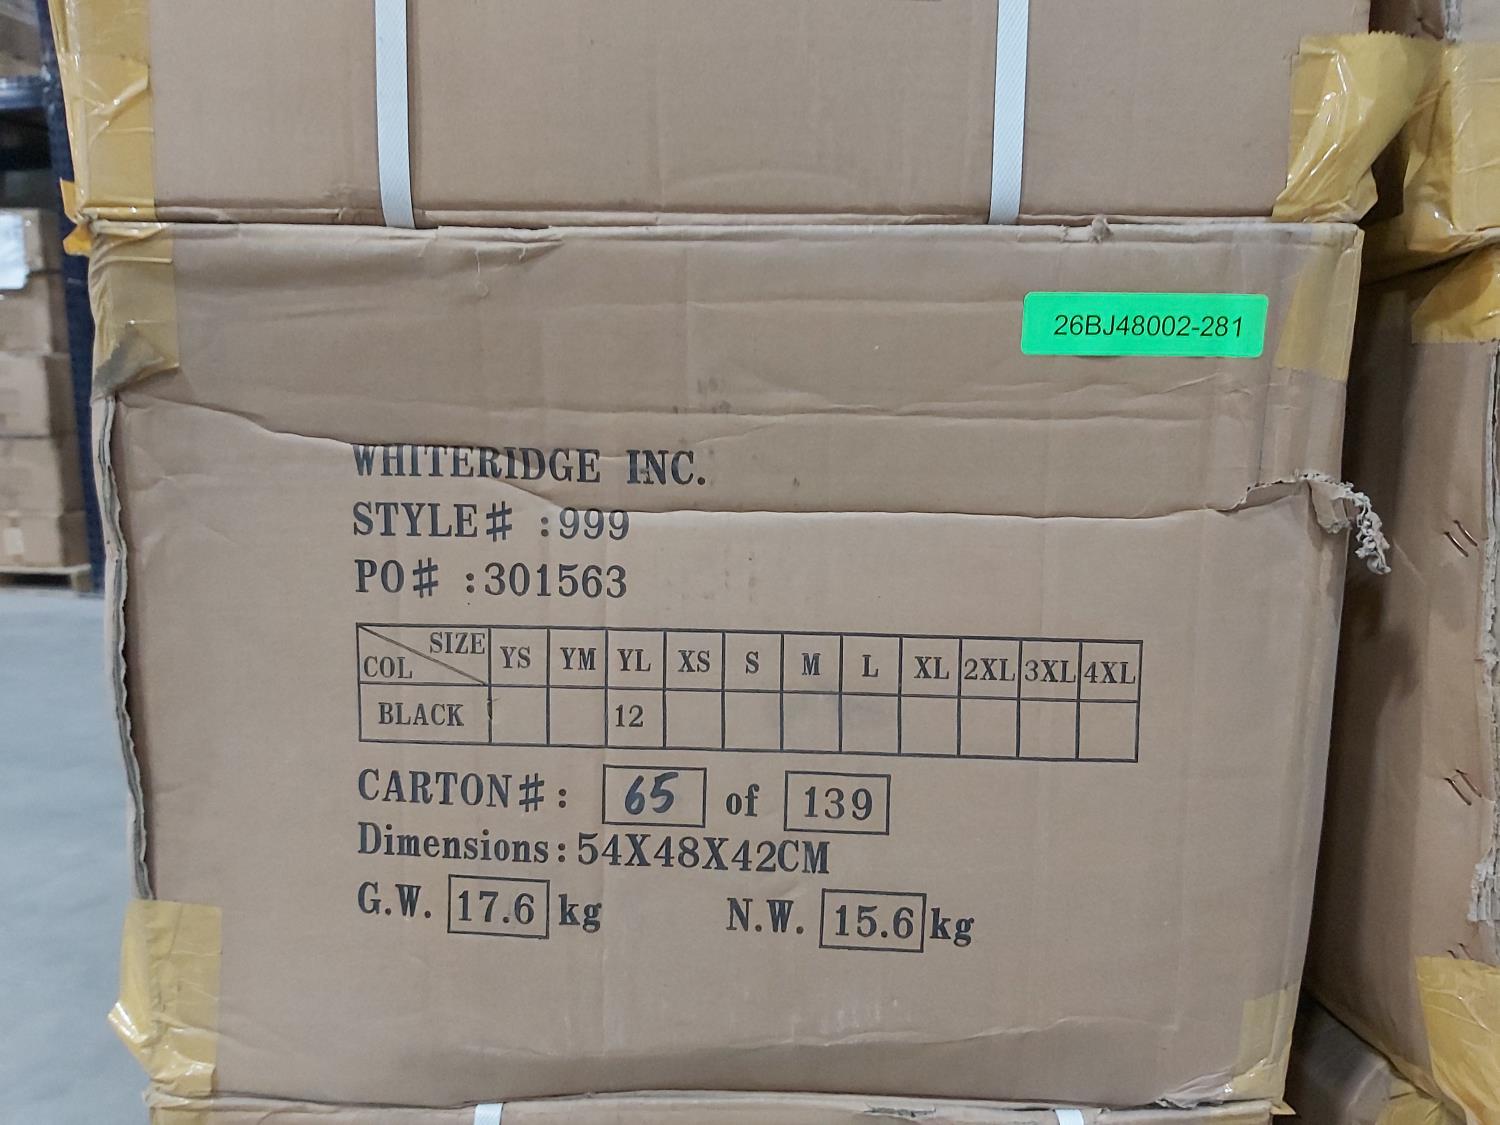 26BJ48002-281
WHITERIDGE INC.
STYLE# :999
PO# :301563
SIZE COL YS YM YL XS S M L XL 2XL 3XL 4XL
BLACK 12
CARTON#: 65 of 139
Dimensions:54X48X42CM
G.W. 17.6 kg N.W. 15.6 kg